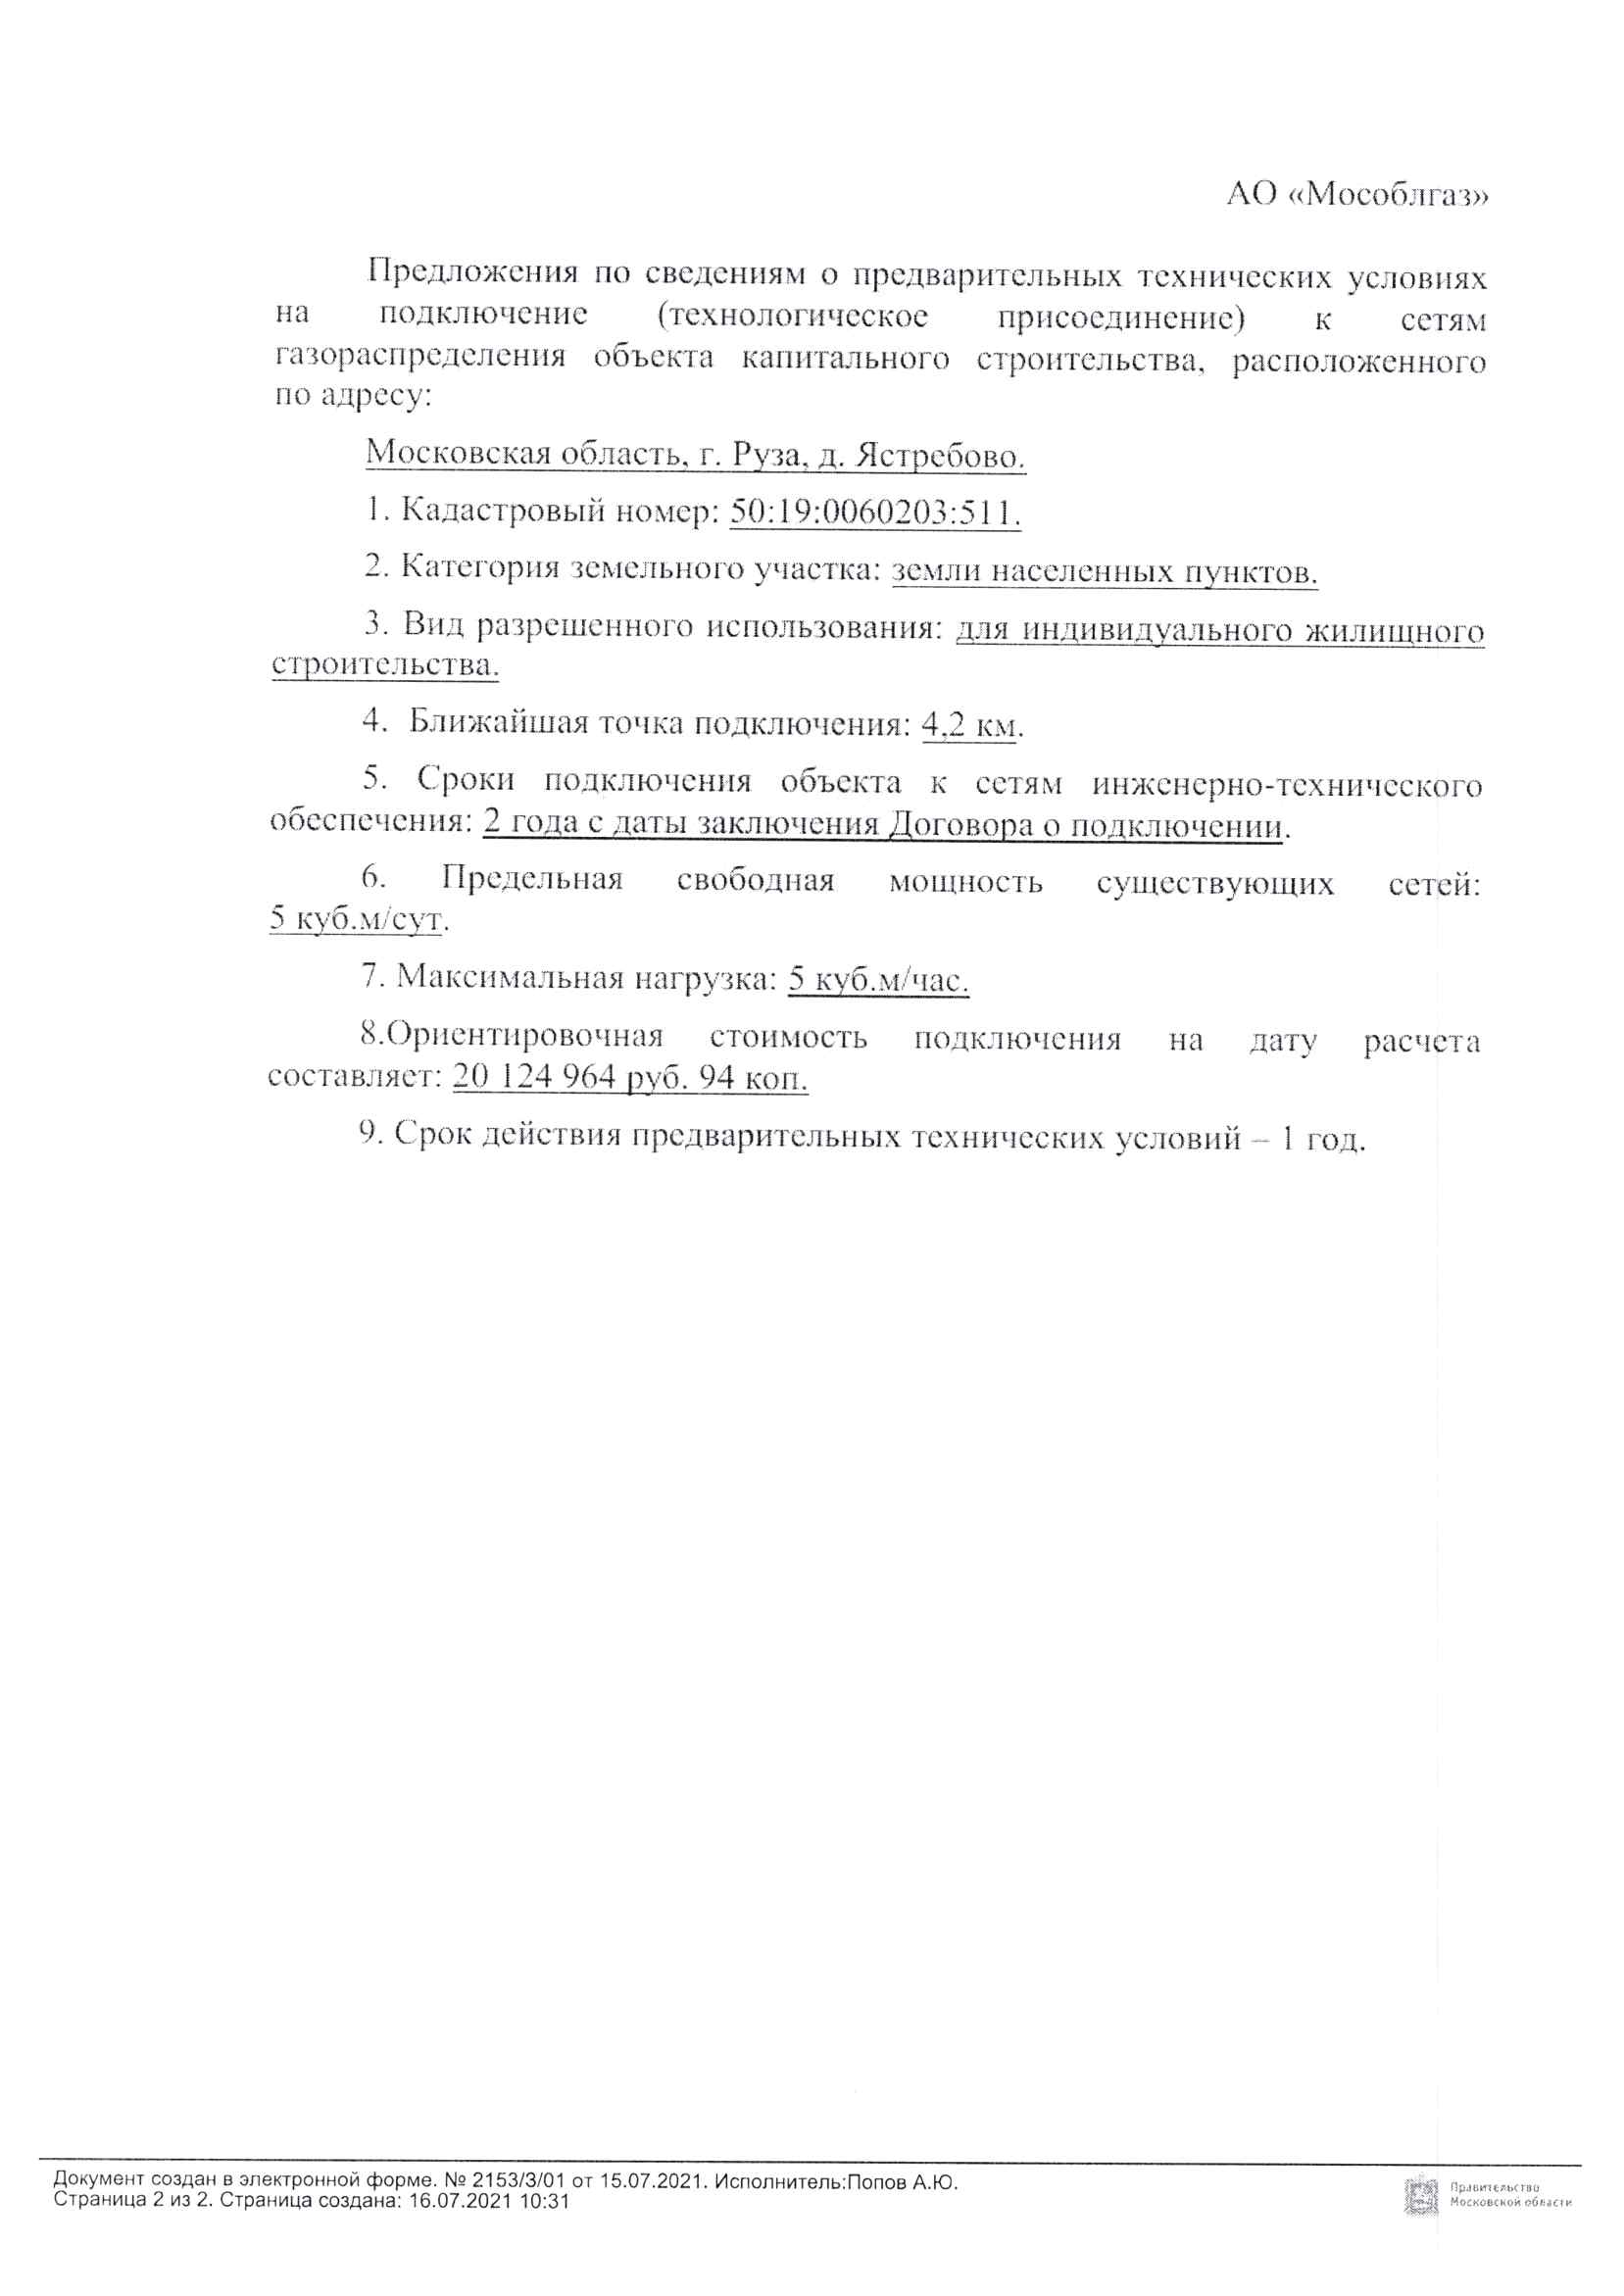 АО «Мособлгаз»
Предложения по сведениям о предварительных технических условиях
на подключение (технологическое присоединение) к сетям
газораспределения объекта капитального строительства, расположенного
по адресу:
Московская область, г. Руза, д. Ястребово.
1. Кадастровый номер: 50:19:0060203:511.
2. Категория земельного участка: земли населенных пунктов.
3. Вид разрешенного использования: для индивидуального жилищного
строительства.
4. Ближайшая точка подключения: 4,2 км.
5. Сроки подключения объекта к сетям инженерно-технического
обеспечения: 2 года с даты заключения Договора о подключении.
6. Предельная свободная мощность существующих сетей:
5 куб.м/сут.
7. Максимальная нагрузка: 5 куб.м/час.
8.Ориентировочная стоимость подключения на дату расчета
составляет: 20 124 964 руб. 94 коп.
9. Срок действия предварительных технических условий – 1 год.
Документ создан в электронной форме. № 2153/3/01 от 15.07.2021. Исполнитель:Попов А.Ю.
Страница 2 из 2. Страница создана: 16.07.2021 10:31
Правительство
Московской области